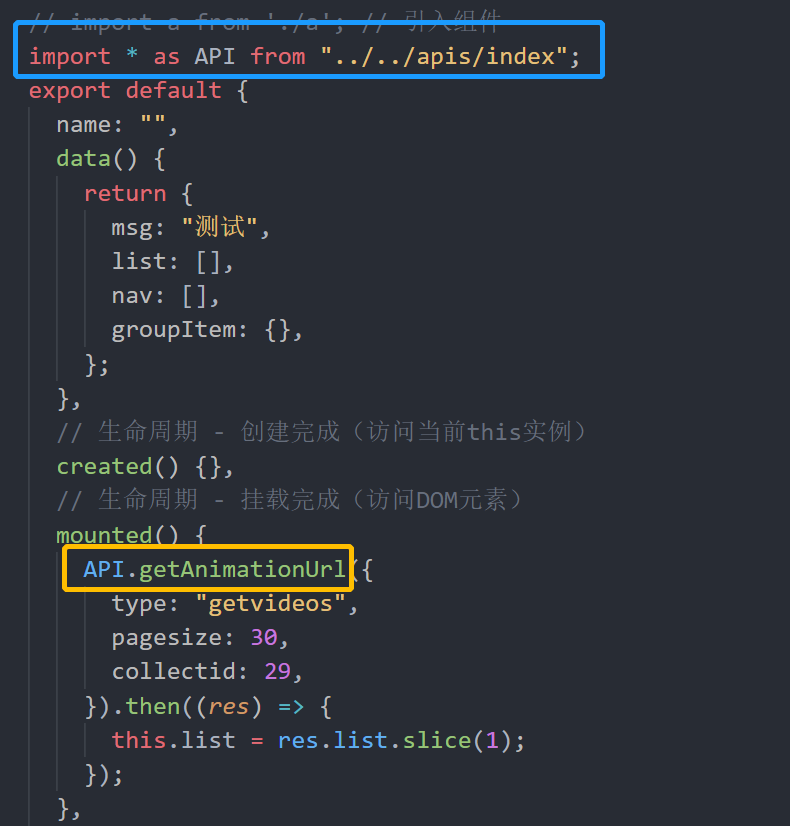 // import a from './a'; // 引入组件
import * as API from "../../apis/index";
export default {
name: "",
data() {
return {
msg: "测试",
list: [],
nav: [],
groupItem: {},
};
},
// 生命周期 - 创建完成（访问当前this实例）
created() {},
// 生命周期 - 挂载完成（访问DOM元素）
mounted() {
API.getAnimationUrl({
type: "getvideos",
pagesize: 30,
collectid: 29,
}).then((res) => {
this.list = res.list.slice(1);
});
},